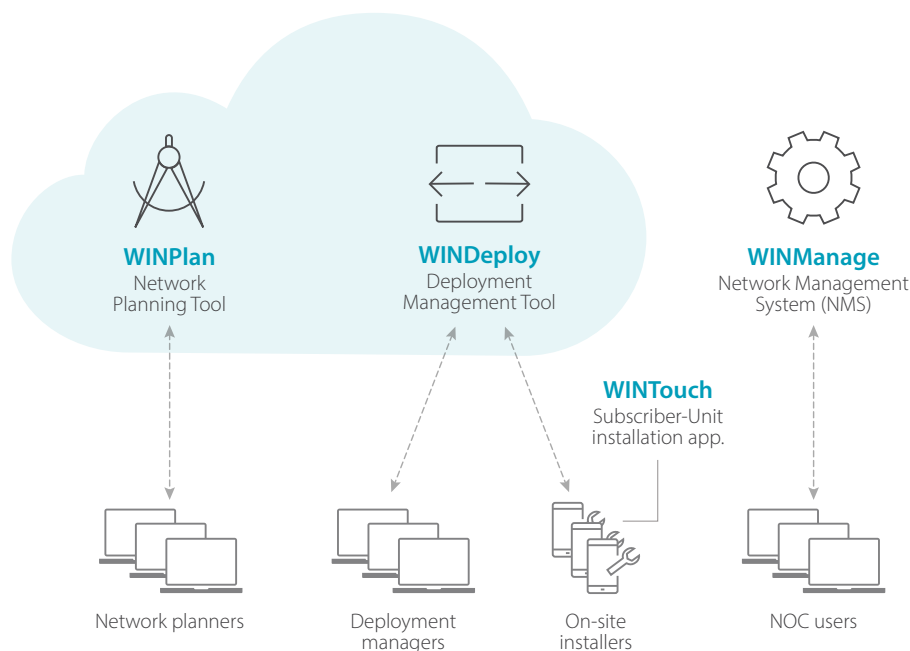 WINPlan
Network
Planning Tool
WINDeploy
Deployment
Management Tool
WINManage
Network Management
System (NMS)
WINTouch
Subscriber-Unit
installation app.
Network planners
Deployment
managers
On-site
installers
NOC users